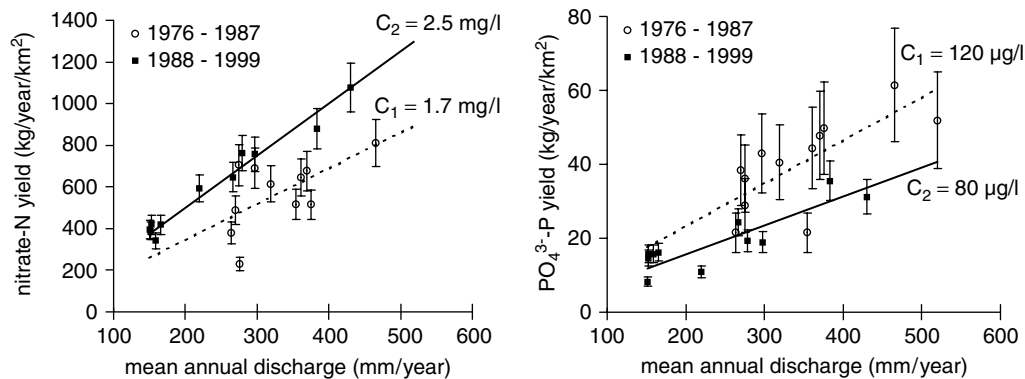 nitrate-N yield (kg/year/km²)
1400
1200
1000
800
600
400
200
0
1976 - 1987
1988 - 1999
C₂ = 2.5 mg/l
C₁ = 1.7 mg/l
100 200 300 400 500 600
mean annual discharge (mm/year)
PO₄³⁻-P yield (kg/year/km²)
80
60
40
20
0
1976 - 1987
1988 - 1999
C₁ = 120 µg/l
C₂ = 80 µg/l
100 200 300 400 500 600
mean annual discharge (mm/year)